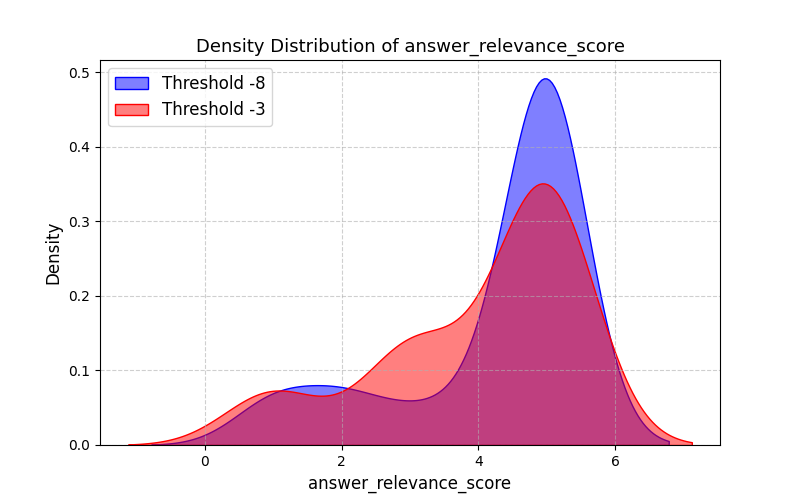 Density Distribution of answer_relevance_score
Threshold -8
Threshold -3
Density
0.5
0.4
0.3
0.2
0.1
0.0
0 2 4 6
answer_relevance_score